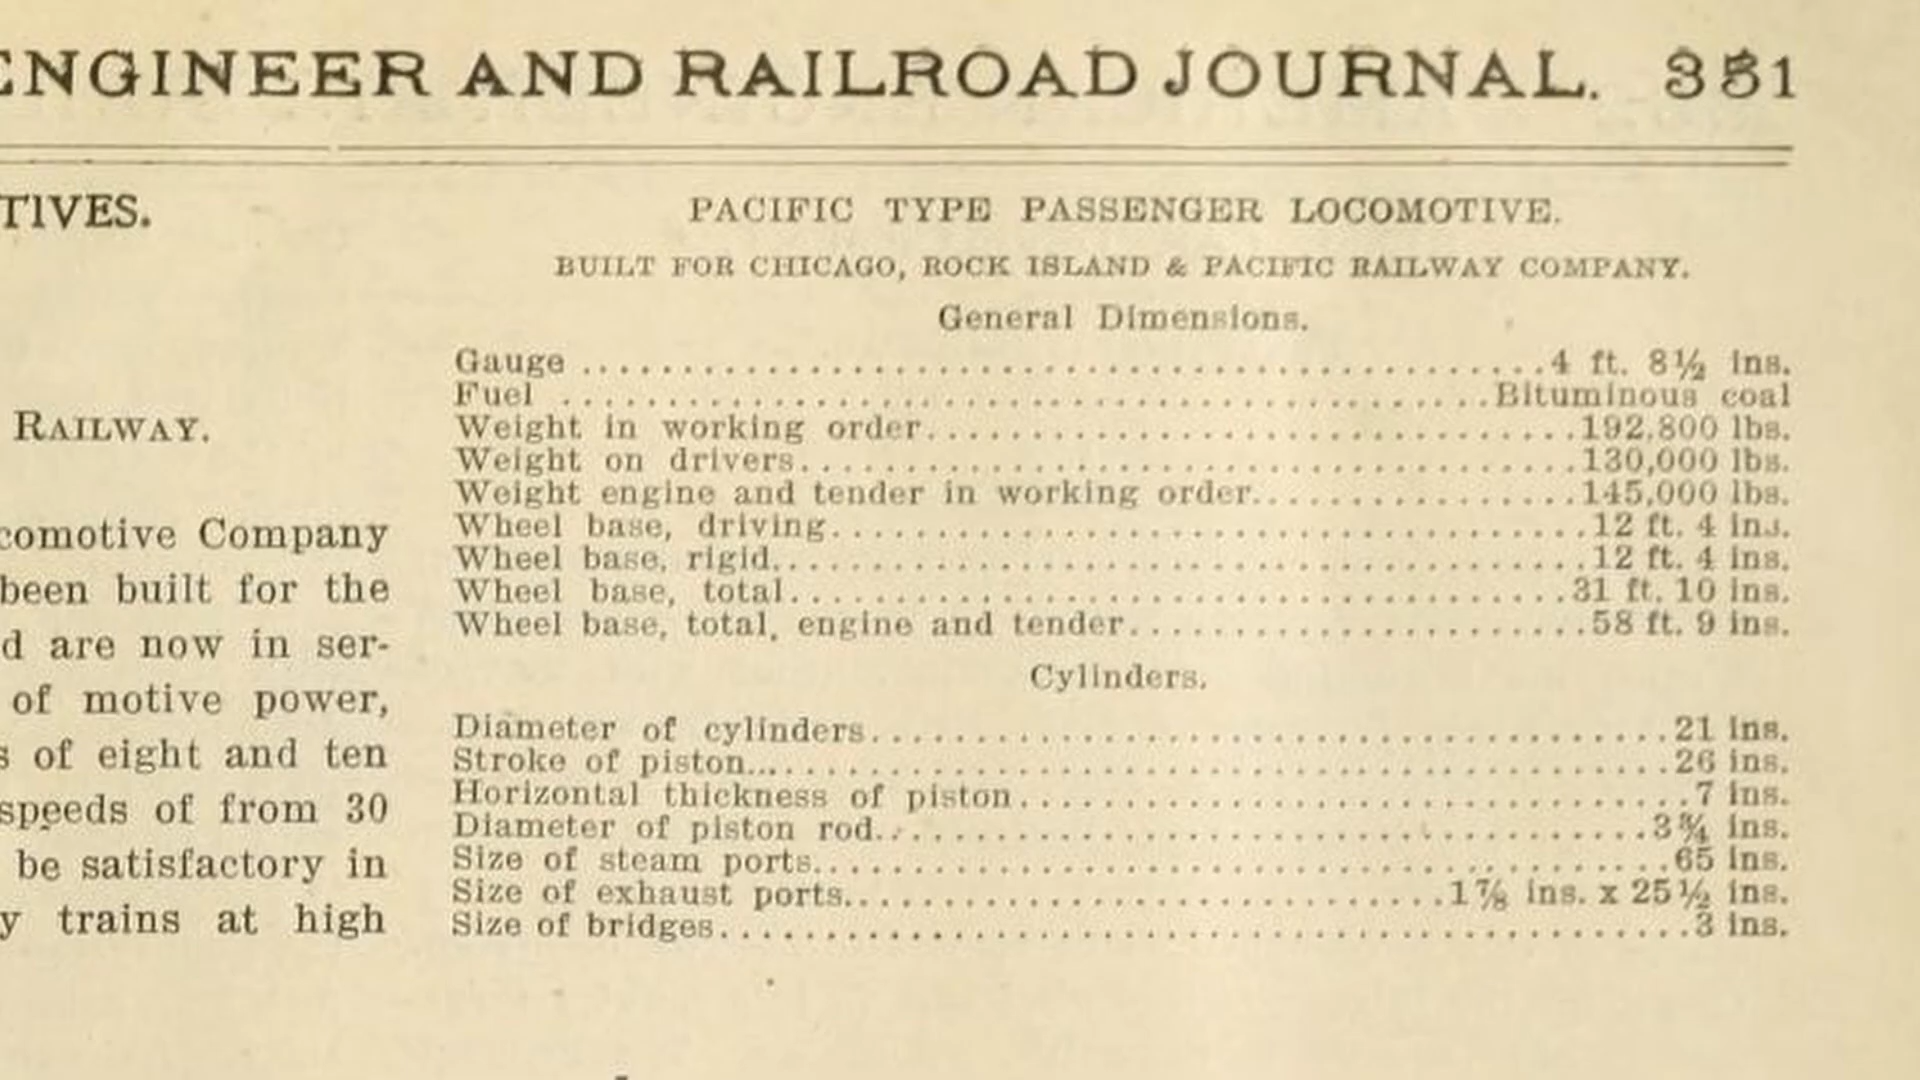 ENGINEER AND RAILROAD JOURNAL. 351
TIVES.
RAILWAY.
comotive Company
been built for the
d are now in ser-
of motive power,
s of eight and ten
speeds of from 30
be satisfactory in
y trains at high
PACIFIC TYPE PASSENGER LOCOMOTIVE.
BUILT FOR CHICAGO, ROCK ISLAND & PACIFIC RAILWAY COMPANY.
General Dimensions.
Gauge ........................................4 ft. 8½ ins.
Fuel ........................................Bituminous coal
Weight in working order........................................192,800 lbs.
Weight on drivers........................................130,000 lbs.
Weight engine and tender in working order....................145,000 lbs.
Wheel base, driving........................................12 ft. 4 ins.
Wheel base, rigid........................................12 ft. 4 ins.
Wheel base, total........................................31 ft. 10 ins.
Wheel base, total, engine and tender............................58 ft. 9 ins.
Cylinders.
Diameter of cylinders........................................21 ins.
Stroke of piston........................................26 ins.
Horizontal thickness of piston........................................7 ins.
Diameter of piston rod........................................3¾ ins.
Size of steam ports........................................65 ins.
Size of exhaust ports..............................1⅞ ins. x 25½ ins.
Size of bridges........................................3 ins.